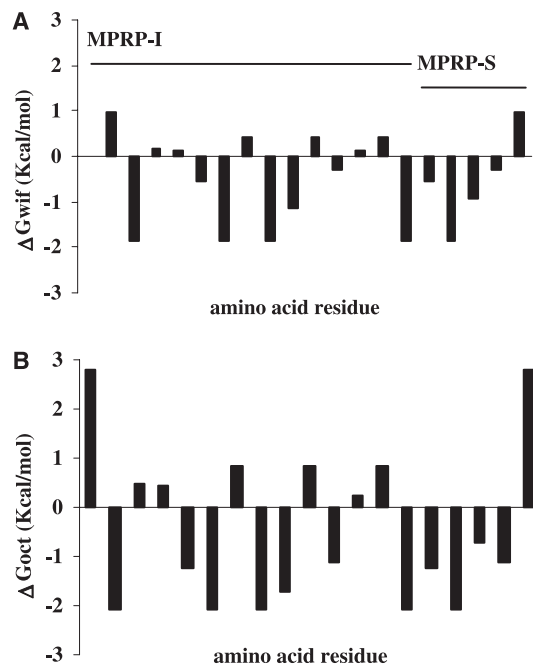 A
MPRP-I
MPRP-S
3
2
1
0
-1
-2
-3
ΔGwif (Kcal/mol)
amino acid residue
B
3
2
1
0
-1
-2
-3
ΔGoct (Kcal/mol)
amino acid residue